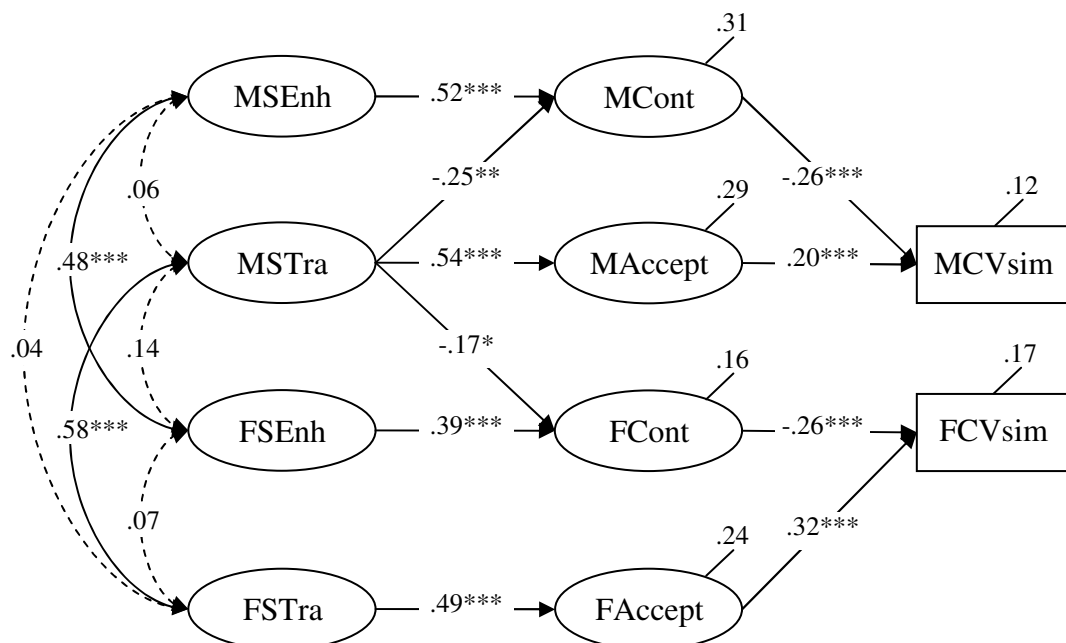 .31
MSEnh .52*** MCont
-.25** -.26***
.06 .29 .12
.48*** MSTra .54*** MAccept .20*** MCVsim
-.17*
.04 .14 .16 .17
.58*** FSEnh .39*** FCont -.26*** FCVsim
.07 .24 .32***
FSTra .49*** FAccept